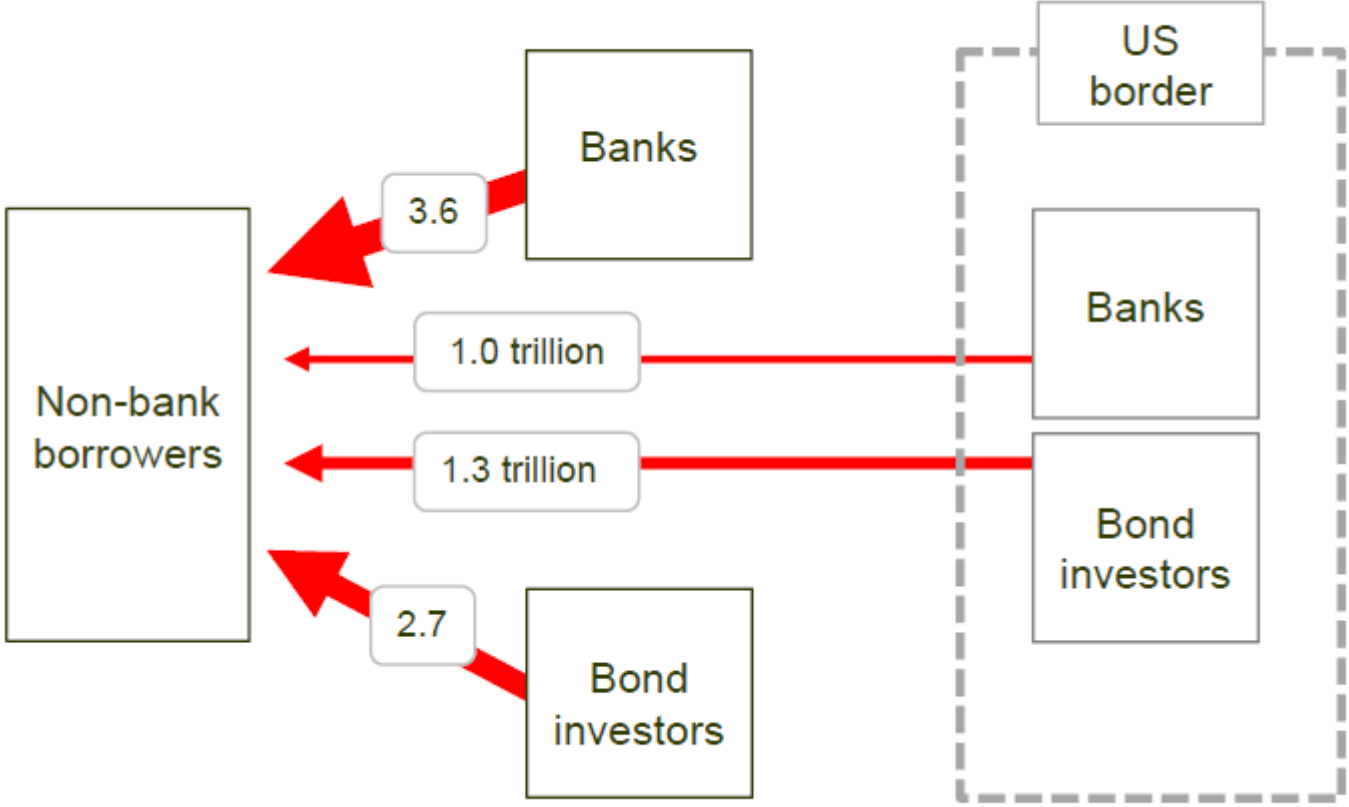 US
border
Banks
3.6
Banks
1.0 trillion
Non-bank
borrowers
1.3 trillion
Bond
investors
2.7
Bond
investors